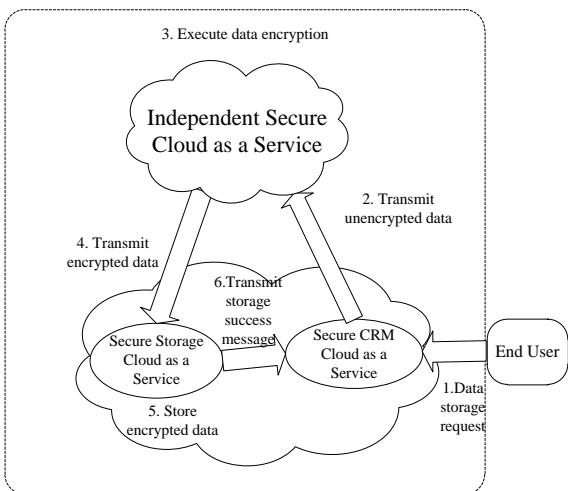 3. Execute data encryption
Independent Secure
Cloud as a Service
2. Transmit
unencrypted data
4. Transmit
encrypted data
6.Transmit
storage
success
message
Secure Storage
Cloud as a
Service
Secure CRM
Cloud as a
Service
End User
1.Data
storage
request
5. Store
encrypted data